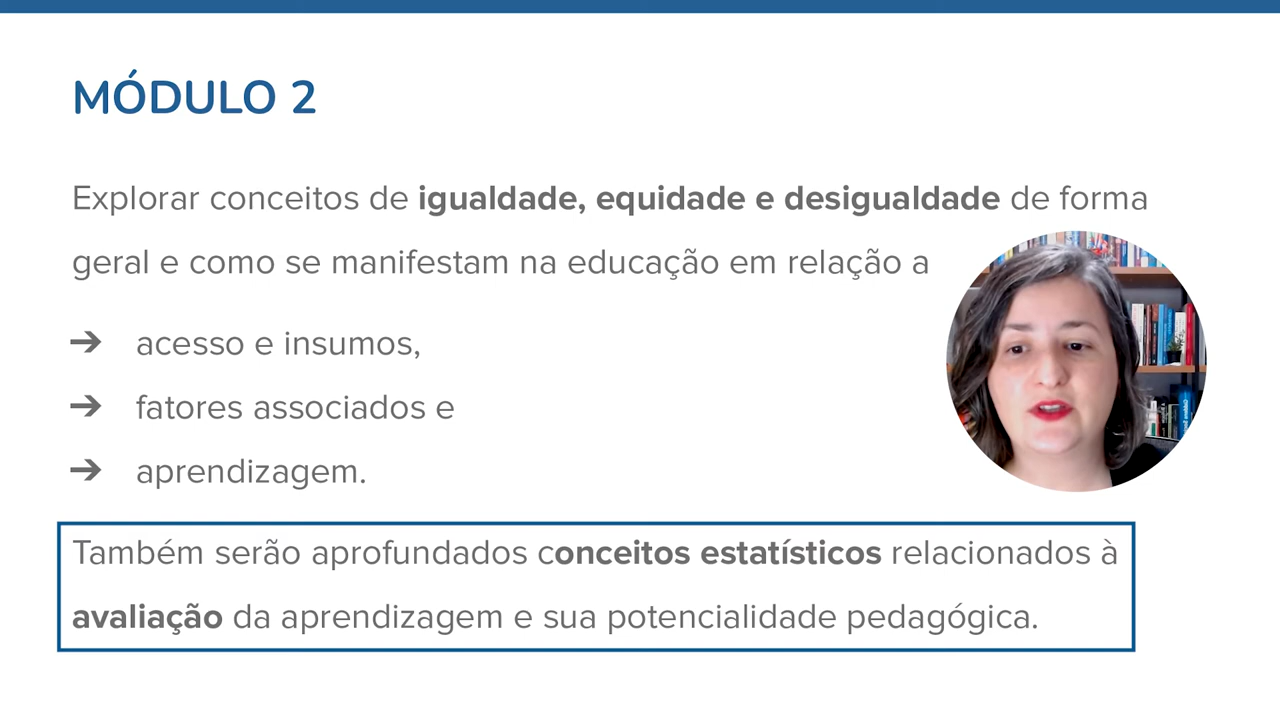 MÓDULO 2
Explorar conceitos de igualdade, equidade e desigualdade de forma
geral e como se manifestam na educação em relação a
➔ acesso e insumos,
➔ fatores associados e
➔ aprendizagem.
Também serão aprofundados conceitos estatísticos relacionados à
avaliação da aprendizagem e sua potencialidade pedagógica.